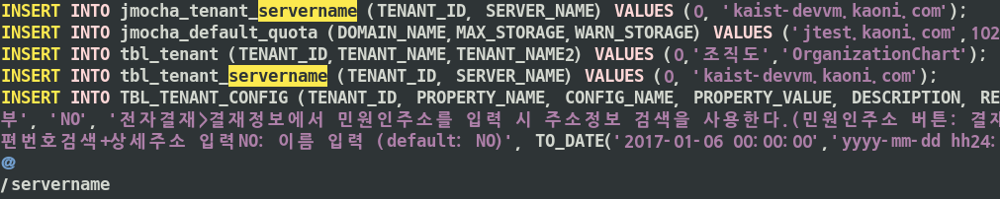 INSERT INTO jmocha_tenant_servername (TENANT_ID, SERVER_NAME) VALUES (0, 'kaist-devvm.kaoni.com');
INSERT INTO jmocha_default_quota (DOMAIN_NAME,MAX_STORAGE,WARN_STORAGE) VALUES ('jtest.kaoni.com',102
INSERT INTO tbl_tenant (TENANT_ID,TENANT_NAME,TENANT_NAME2) VALUES (0,'조직도','OrganizationChart');
INSERT INTO tbl_tenant_servername (TENANT_ID, SERVER_NAME) VALUES (0, 'kaist-devvm.kaoni.com');
INSERT INTO TBL_TENANT_CONFIG (TENANT_ID, PROPERTY_NAME, CONFIG_NAME, PROPERTY_VALUE, DESCRIPTION, RE
부', 'NO', '전자결재>결재정보에서 민원인주소를 입력 시 주소정보 검색을 사용한다.(민원인주소 버튼: 결재
편번호검색+상세주소 입력NO: 이름 입력 (default: NO)', TO_DATE('2017-01-06 00:00:00','yyyy-mm-dd hh24:
@
/servername